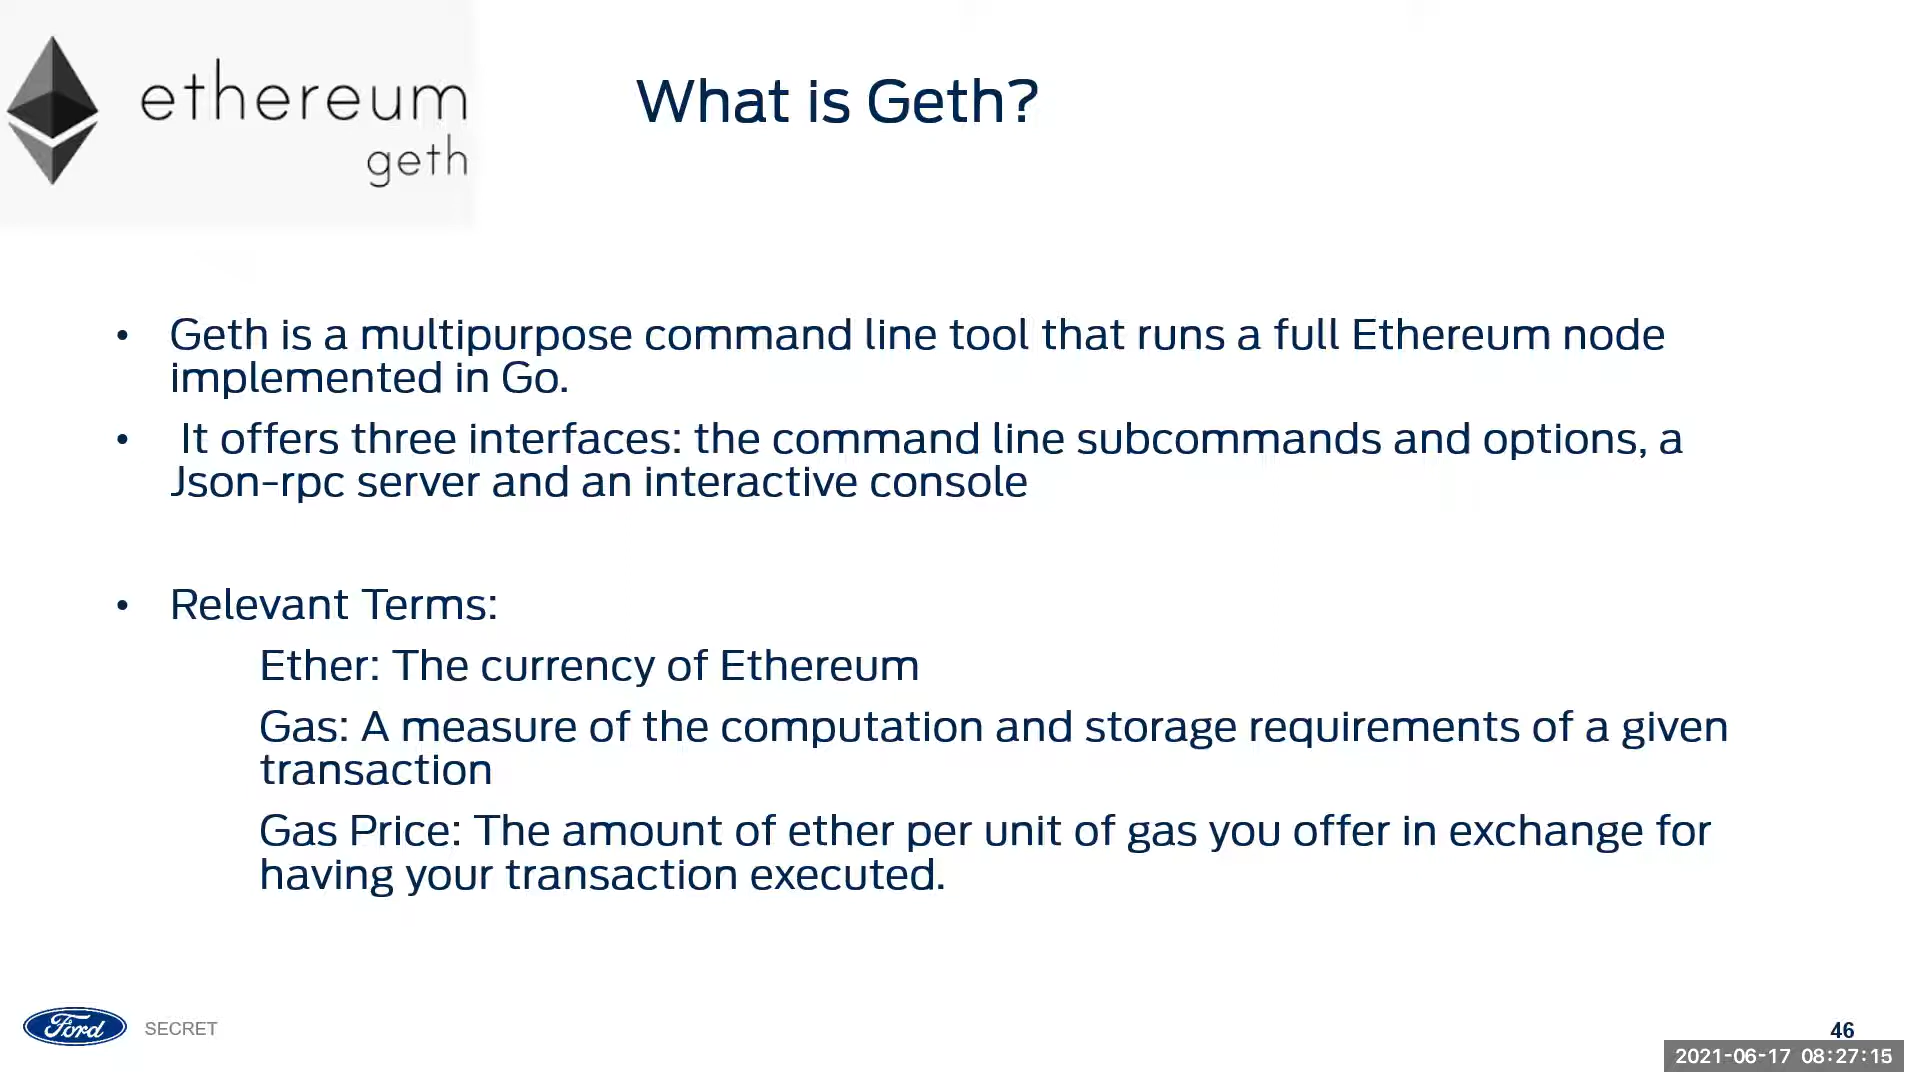 ethereum
geth
What is Geth?
• Geth is a multipurpose command line tool that runs a full Ethereum node
implemented in Go.
• It offers three interfaces: the command line subcommands and options, a
Json-rpc server and an interactive console
• Relevant Terms:
Ether: The currency of Ethereum
Gas: A measure of the computation and storage requirements of a given
transaction
Gas Price: The amount of ether per unit of gas you offer in exchange for
having your transaction executed.
Ford SECRET
46
2021-06-17 08:27:15